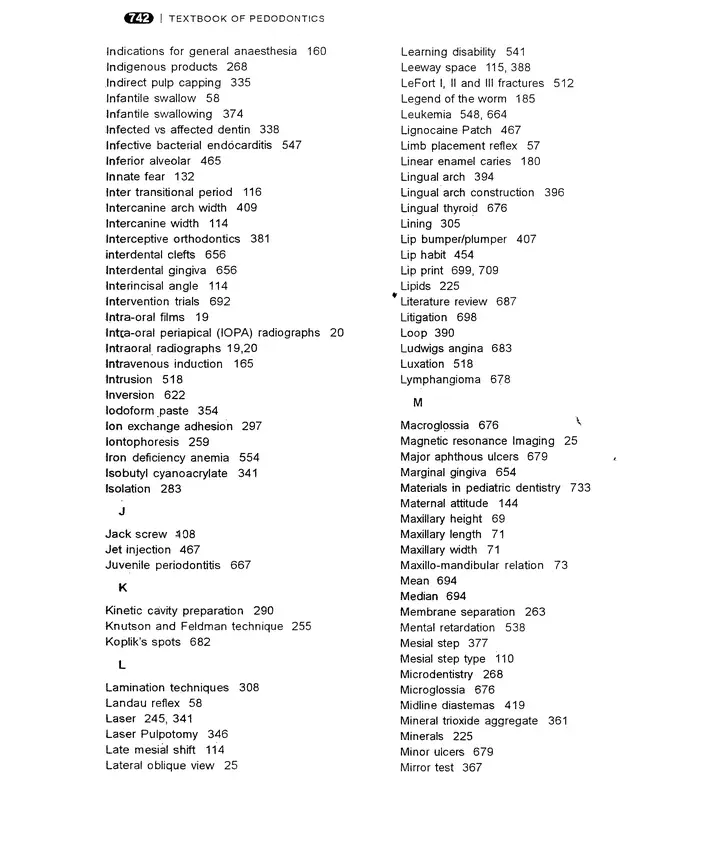 742 | TEXTBOOK OF PEDODONTICS
Indications for general anaesthesia 160
Indigenous products 268
Indirect pulp capping 335
Infantile swallow 58
Infantile swallowing 374
Infected vs affected dentin 338
Infective bacterial endocarditis 547
Inferior alveolar 465
Innate fear 132
Inter transitional period 116
Intercanine arch width 409
Intercanine width 114
Interceptive orthodontics 381
interdental clefts 656
Interdental gingiva 656
Interincisal angle 114
Intervention trials 692
Intra-oral films 19
Intra-oral periapical (IOPA) radiographs 20
Intraoral radiographs 19,20
Intravenous induction 165
Intrusion 518
Inversion 622
Iodoform paste 354
Ion exchange adhesion 297
Iontophoresis 259
Iron deficiency anemia 554
Isobutyl cyanoacrylate 341
Isolation 283
J
Jack screw 408
Jet injection 467
Juvenile periodontitis 667
K
Kinetic cavity preparation 290
Knutson and Feldman technique 255
Koplik's spots 682
L
Lamination techniques 308
Landau reflex 58
Laser 245, 341
Laser Pulpotomy 346
Late mesial shift 114
Lateral oblique view 25
Learning disability 541
Leeway space 115, 388
LeFort I, II and III fractures 512
Legend of the worm 185
Leukemia 548, 664
Lignocaine Patch 467
Limb placement reflex 57
Linear enamel caries 180
Lingual arch 394
Lingual arch construction 396
Lingual thyroid 676
Lining 305
Lip bumper/plumper 407
Lip habit 454
Lip print 699, 709
Lipids 225
Literature review 687
Litigation 698
Loop 390
Ludwigs angina 683
Luxation 518
Lymphangioma 678
M
Macroglossia 676
Magnetic resonance Imaging 25
Major aphthous ulcers 679
Marginal gingiva 654
Materials in pediatric dentistry 733
Maternal attitude 144
Maxillary height 69
Maxillary length 71
Maxillary width 71
Maxillo-mandibular relation 73
Mean 694
Median 694
Membrane separation 263
Mental retardation 538
Mesial step 377
Mesial step type 110
Microdentistry 268
Microglossia 676
Midline diastemas 419
Mineral trioxide aggregate 361
Minerals 225
Minor ulcers 679
Mirror test 367